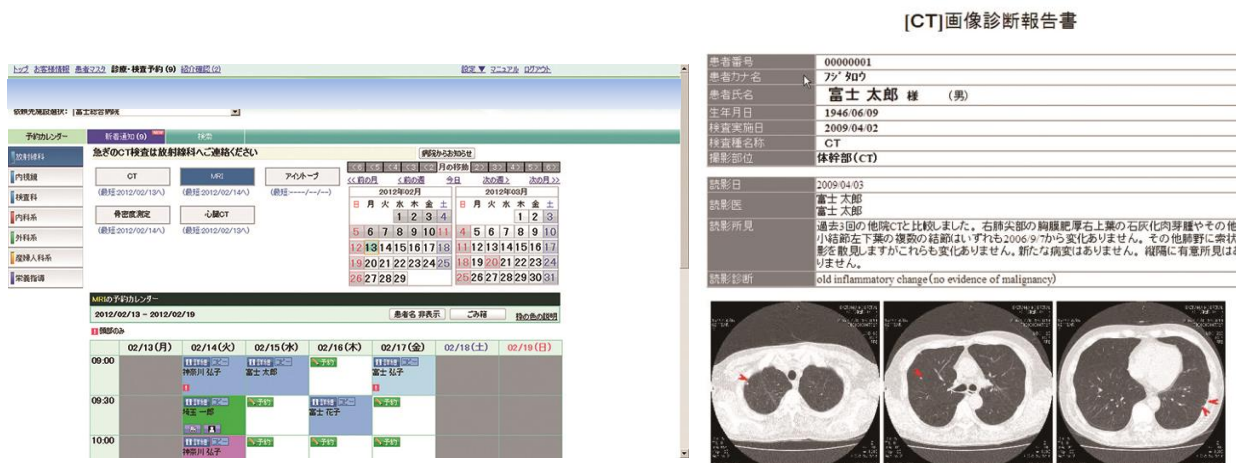 トップ お客様情報 患者マスタ 診療・検査予約(9) 紹介確認(2) 設定▼ マニュアル ログアウト
依頼先施設選択: 富士総合病院
予約カレンダー 新着通知(9) 検索
放射線科
内視鏡
検査科
内科系
外科系
産婦人科系
栄養指導
急ぎのCT検査は放射線科へご連絡ください
病院からお知らせ
CT MRI アイソトープ
(最短:2012/02/13へ) (最短:2012/02/14へ) (最短:----/--/--)
骨密度測定 心臓CT
(最短:2012/02/14へ) (最短:2012/02/13へ)
<6 <5 <4 <3 <2 月の移動 2> 3> 4> 5> 6>
<<前の月 <前の週 今日 次の週> 次の月>>
2012年02月
日 月 火 水 木 金 土
1 2 3 4
5 6 7 8 9 10 11
12 13 14 15 16 17 18
19 20 21 22 23 24 25
26 27 28 29
2012年03月
日 月 火 水 木 金 土
1 2 3
4 5 6 7 8 9 10
11 12 13 14 15 16 17
18 19 20 21 22 23 24
25 26 27 28 29 30 31
MRIの予約カレンダー
2012/02/13 - 2012/02/19 患者名 非表示 ごみ箱 枠の色の説明
頭部のみ
02/13(月) 02/14(火) 02/15(水) 02/16(木) 02/17(金) 02/18(土) 02/19(日)
09:00
神奈川 弘子 富士 太郎 予約 富士 弘子
09:30
埼玉 一郎 予約 富士 花子 予約
10:00
神奈川 弘子 予約 予約 予約
[CT]画像診断報告書
患者番号 00000001
患者カナ名 フジ タロウ
患者氏名 富士 太郎 様 (男)
生年月日 1946/06/09
検査実施日 2009/04/02
検査種名称 CT
撮影部位 体幹部(CT)
読影日 2009/04/03
読影医 富士 太郎
富士 太郎
読影所見 過去3回の他院CTと比較しました。右肺尖部の胸膜肥厚右上葉の石灰化肉芽腫やその他
小結節左下葉の複数の結節はいずれも2006/9/7から変化ありません。その他肺野に索状
影を散見しますがこれらも変化ありません。新たな病変はありません。縦隔に有意所見はあ
りません。
読影診断 old inflammatory change(no evidence of malignancy)